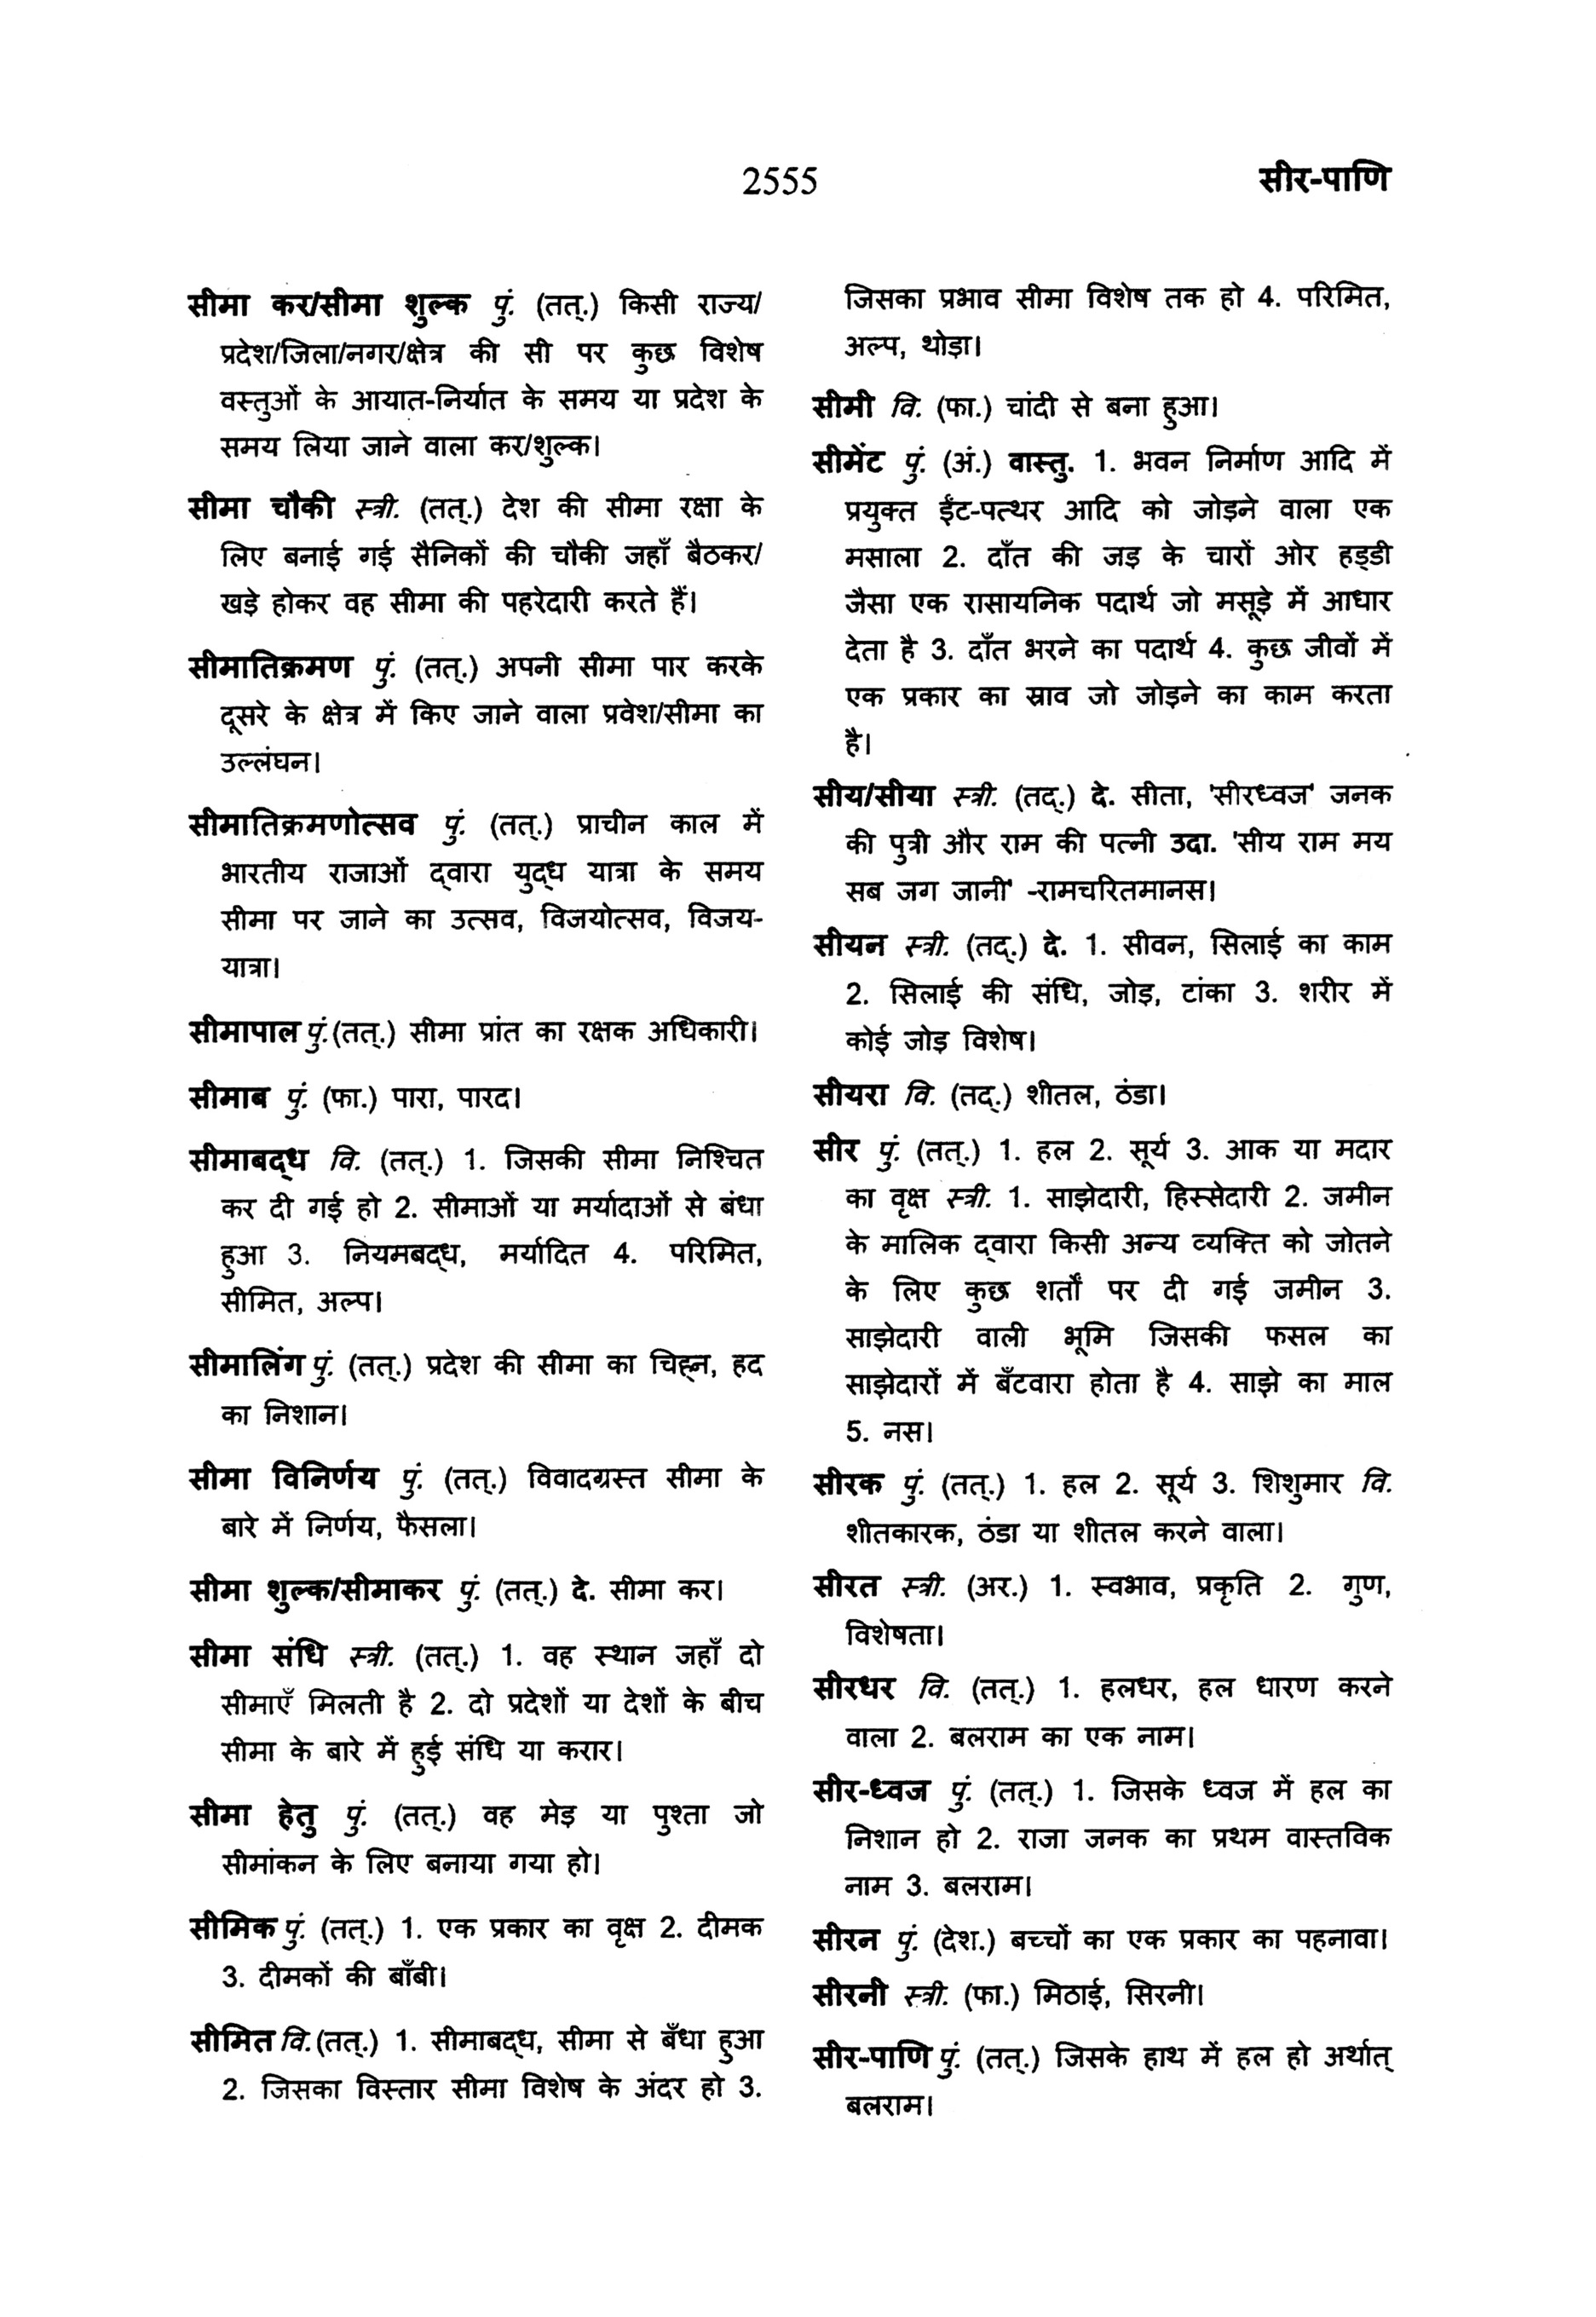 2555
सीर-पाणि
सीमा कर/सीमा शुल्क पुं. (तत्.) किसी राज्य/
प्रदेश/जिला/नगर/क्षेत्र की सी पर कुछ विशेष
वस्तुओं के आयात-निर्यात के समय या प्रदेश के
समय लिया जाने वाला कर/शुल्क।
सीमा चौकी स्त्री. (तत्.) देश की सीमा रक्षा के
लिए बनाई गई सैनिकों की चौकी जहाँ बैठकर/
खड़े होकर वह सीमा की पहरेदारी करते हैं।
सीमातिक्रमण पुं. (तत्.) अपनी सीमा पार करके
दूसरे के क्षेत्र में किए जाने वाला प्रवेश/सीमा का
उल्लंघन।
सीमातिक्रमणोत्सव पुं. (तत्.) प्राचीन काल में
भारतीय राजाओं द्वारा युद्ध यात्रा के समय
सीमा पर जाने का उत्सव, विजयोत्सव, विजय-
यात्रा।
सीमापाल पुं.(तत्.) सीमा प्रांत का रक्षक अधिकारी।
सीमाब पुं. (फा.) पारा, पारद।
सीमाबद्ध वि. (तत्.) 1. जिसकी सीमा निश्चित
कर दी गई हो 2. सीमाओं या मर्यादाओं से बंधा
हुआ 3. नियमबद्ध, मर्यादित 4. परिमित,
सीमित, अल्प।
सीमालिंग पुं. (तत्.) प्रदेश की सीमा का चिह्न, हद
का निशान।
सीमा विनिर्णय पुं. (तत्.) विवादग्रस्त सीमा के
बारे में निर्णय, फैसला।
सीमा शुल्क/सीमाकर पुं. (तत्.) दे. सीमा कर।
सीमा संधि स्त्री. (तत्.) 1. वह स्थान जहाँ दो
सीमाएँ मिलती है 2. दो प्रदेशों या देशों के बीच
सीमा के बारे में हुई संधि या करार।
सीमा हेतु पुं. (तत्.) वह मेड़ या पुश्ता जो
सीमांकन के लिए बनाया गया हो।
सीमिक पुं. (तत्.) 1. एक प्रकार का वृक्ष 2. दीमक
3. दीमकों की बाँबी।
सीमित वि.(तत्.) 1. सीमाबद्ध, सीमा से बँधा हुआ
2. जिसका विस्तार सीमा विशेष के अंदर हो 3.
जिसका प्रभाव सीमा विशेष तक हो 4. परिमित,
अल्प, थोड़ा।
सीमी वि. (फा.) चांदी से बना हुआ।
सीमेंट पुं. (अं.) वास्तु. 1. भवन निर्माण आदि में
प्रयुक्त ईंट-पत्थर आदि को जोड़ने वाला एक
मसाला 2. दाँत की जड़ के चारों ओर हड्डी
जैसा एक रासायनिक पदार्थ जो मसूड़े में आधार
देता है 3. दाँत भरने का पदार्थ 4. कुछ जीवों में
एक प्रकार का स्राव जो जोड़ने का काम करता
है।
सीय/सीया स्त्री. (तद्.) दे. सीता, 'सीरध्वज' जनक
की पुत्री और राम की पत्नी उदा. 'सीय राम मय
सब जग जानी' -रामचरितमानस।
सीयन स्त्री. (तद्.) दे. 1. सीवन, सिलाई का काम
2. सिलाई की संधि, जोड़, टांका 3. शरीर में
कोई जोड़ विशेष।
सीयरा वि. (तद्.) शीतल, ठंडा।
सीर पुं. (तत्.) 1. हल 2. सूर्य 3. आक या मदार
का वृक्ष स्त्री. 1. साझेदारी, हिस्सेदारी 2. जमीन
के मालिक द्वारा किसी अन्य व्यक्ति को जोतने
के लिए कुछ शर्तों पर दी गई जमीन 3.
साझेदारी वाली भूमि जिसकी फसल का
साझेदारों में बँटवारा होता है 4. साझे का माल
5. नस।
सीरक पुं. (तत्.) 1. हल 2. सूर्य 3. शिशुमार वि.
शीतकारक, ठंडा या शीतल करने वाला।
सीरत स्त्री. (अर.) 1. स्वभाव, प्रकृति 2. गुण,
विशेषता।
सीरधर वि. (तत्.) 1. हलधर, हल धारण करने
वाला 2. बलराम का एक नाम।
सीर-ध्वज पुं. (तत्.) 1. जिसके ध्वज में हल का
निशान हो 2. राजा जनक का प्रथम वास्तविक
नाम 3. बलराम।
सीरन पुं. (देश.) बच्चों का एक प्रकार का पहनावा।
सीरनी स्त्री. (फा.) मिठाई, सिरनी।
सीर-पाणि पुं. (तत्.) जिसके हाथ में हल हो अर्थात्
बलराम।